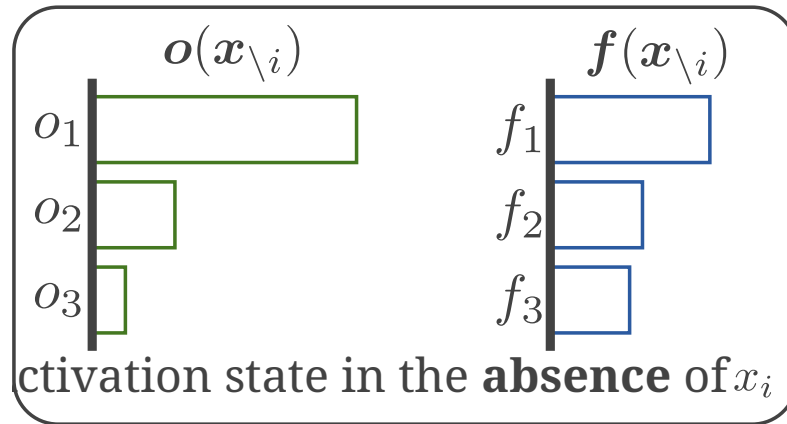 o(x\i) f(x\i)
o1 f1
o2 f2
o3 f3
ctivation state in the absence of xi